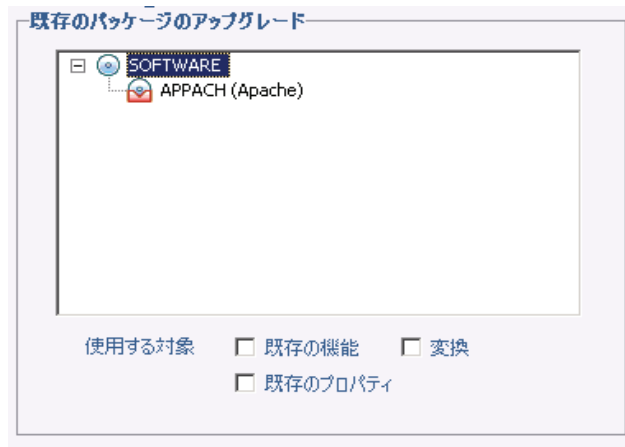 既存のパッケージのアップグレード
SOFTWARE
APPACH (Apache)
使用する対象 既存の機能 変換
既存のプロパティ